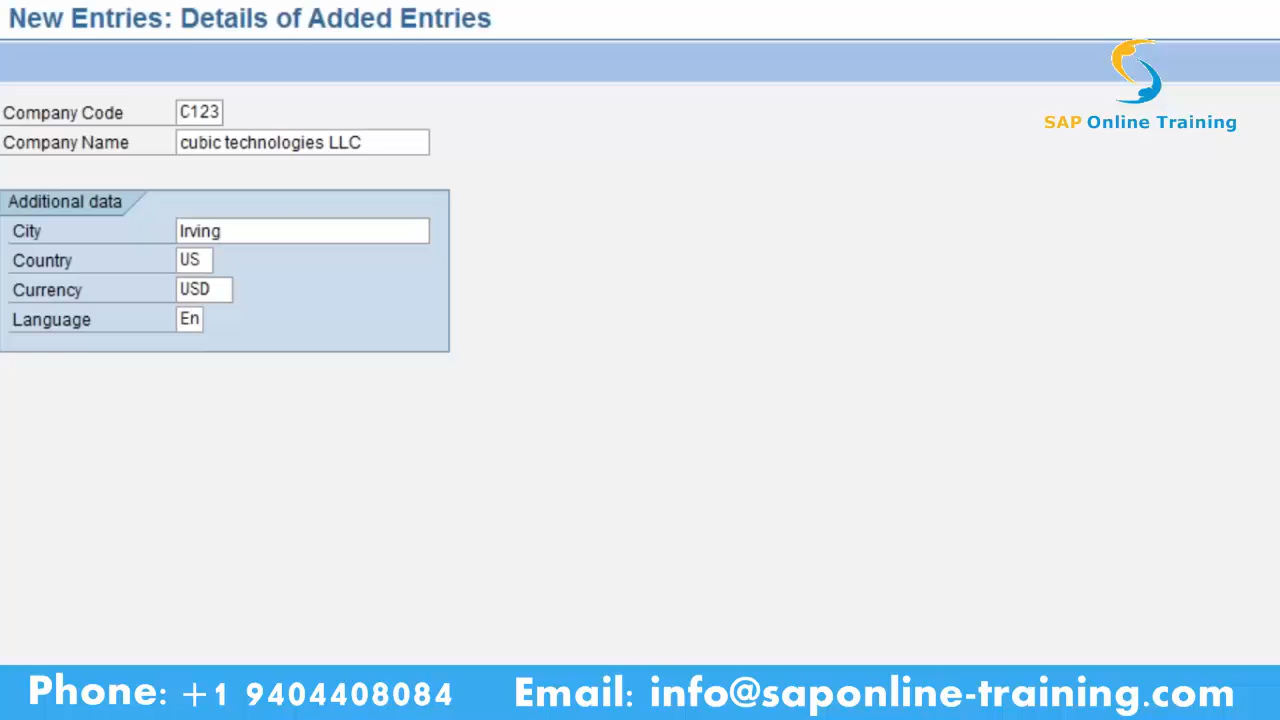 New Entries: Details of Added Entries
SAP Online Training
Company Code C123
Company Name cubic technologies LLC
Additional data
City Irving
Country US
Currency USD
Language En
Phone: +1 9404408084 Email: info@saponline-training.com